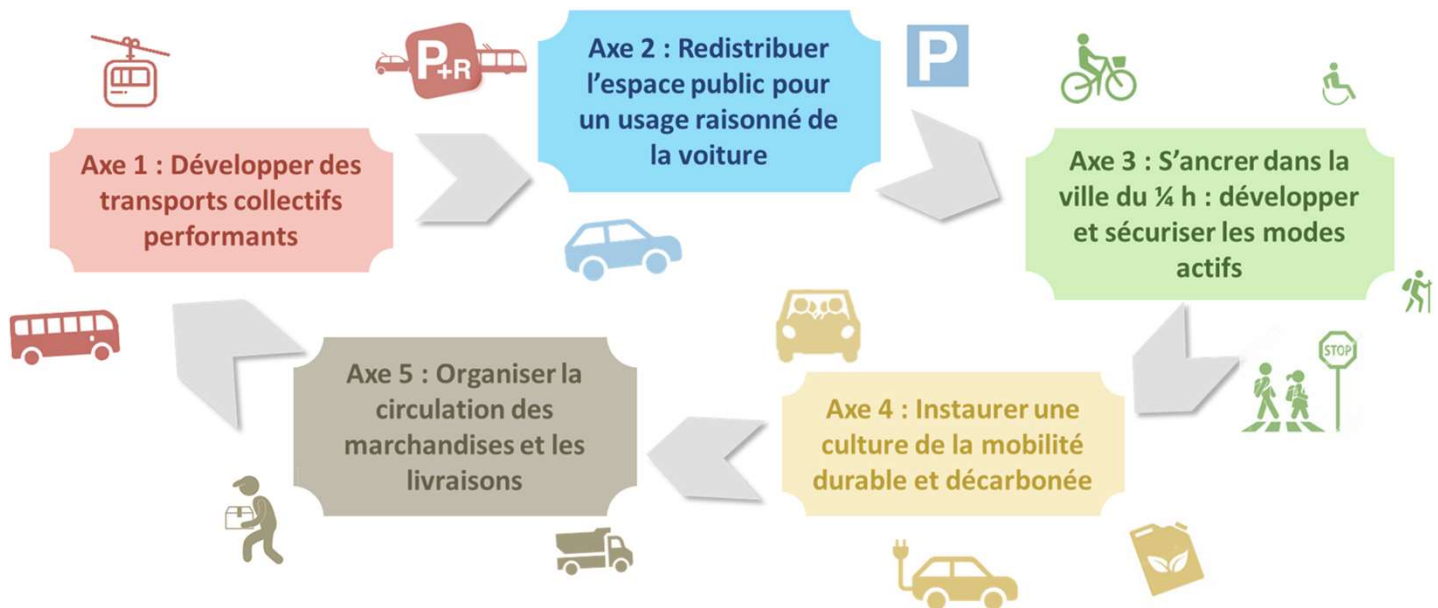 P+R
Axe 2 : Redistribuer
l'espace public pour
un usage raisonné de
la voiture
P
Axe 1 : Développer des
transports collectifs
performants
Axe 3 : S'ancrer dans la
ville du ¼ h : développer
et sécuriser les modes
actifs
STOP
Axe 5 : Organiser la
circulation des
marchandises et les
livraisons
Axe 4 : Instaurer une
culture de la mobilité
durable et décarbonée